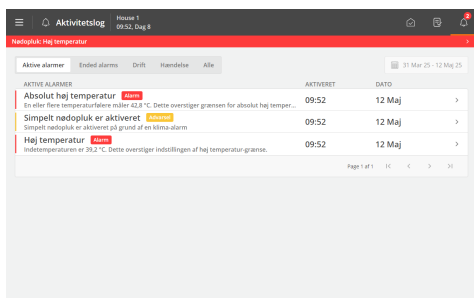 Aktivitetslog
House 1
09:52, Dag 8
2
Nødopluk: Høj temperatur
Aktive alarmer Ended alarms Drift Hændelse Alle
31 Mar 25 - 12 Maj 25
AKTIVE ALARMER AKTIVERET DATO
Absolut høj temperatur Alarm
En eller flere temperaturfølere måler 42,8 °C. Dette overstiger grænsen for absolut høj temper...
09:52 12 Maj
Simpelt nødopluk er aktiveret Advarsel
Simpelt nødopluk er aktiveret på grund af en klima-alarm
09:52 12 Maj
Høj temperatur Alarm
Indetemperaturen er 39,2 °C. Dette overstiger indstillingen af høj temperatur-grænse.
09:52 12 Maj
Page 1 af 1